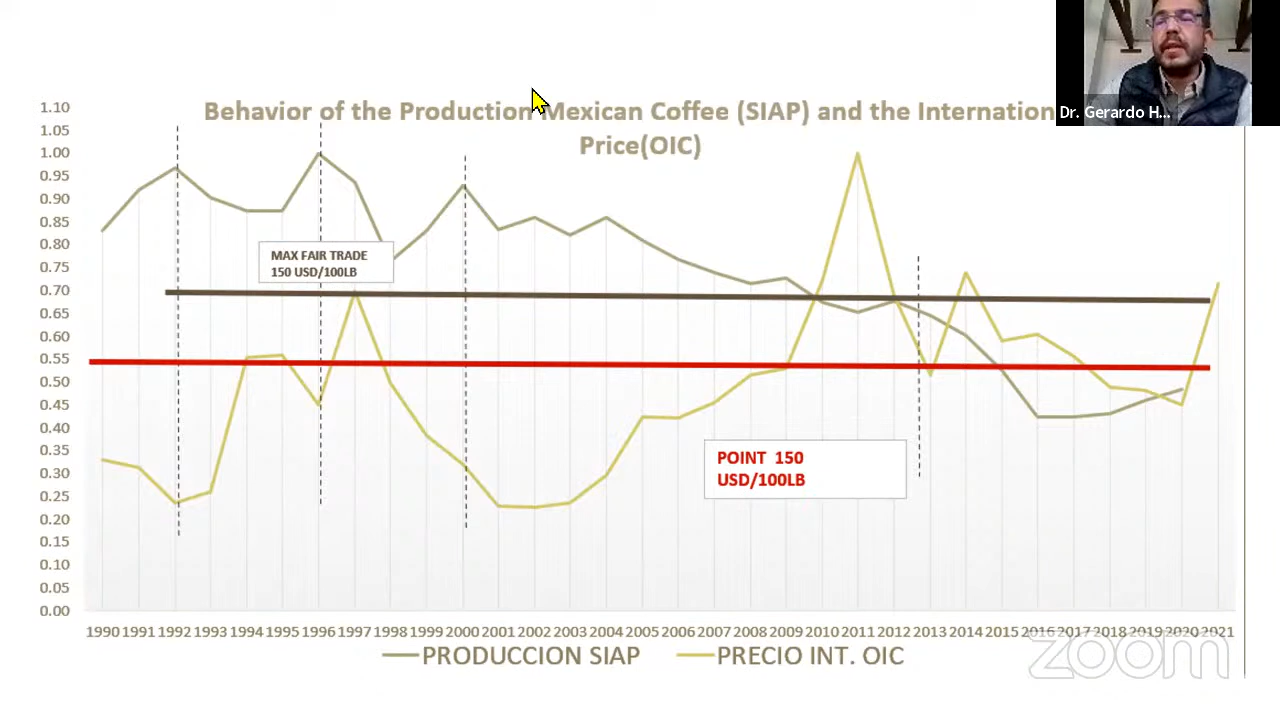 Dr. Gerardo H...
Behavior of the Production Mexican Coffee (SIAP) and the Internation
Price(OIC)
1.10
1.05
1.00
0.95
0.90
0.85
0.80
0.75
0.70
0.65
0.60
0.55
0.50
0.45
0.40
0.35
0.30
0.25
0.20
0.15
0.10
0.05
0.00
MAX FAIR TRADE
150 USD/100LB
POINT 150
USD/100LB
1990 1991 1992 1993 1994 1995 1996 1997 1998 1999 2000 2001 2002 2003 2004 2005 2006 2007 2008 2009 2010 2011 2012 2013 2014 2015 2016 2017 2018 2019 2020 2021
PRODUCCION SIAP PRECIO INT. OIC
zoom